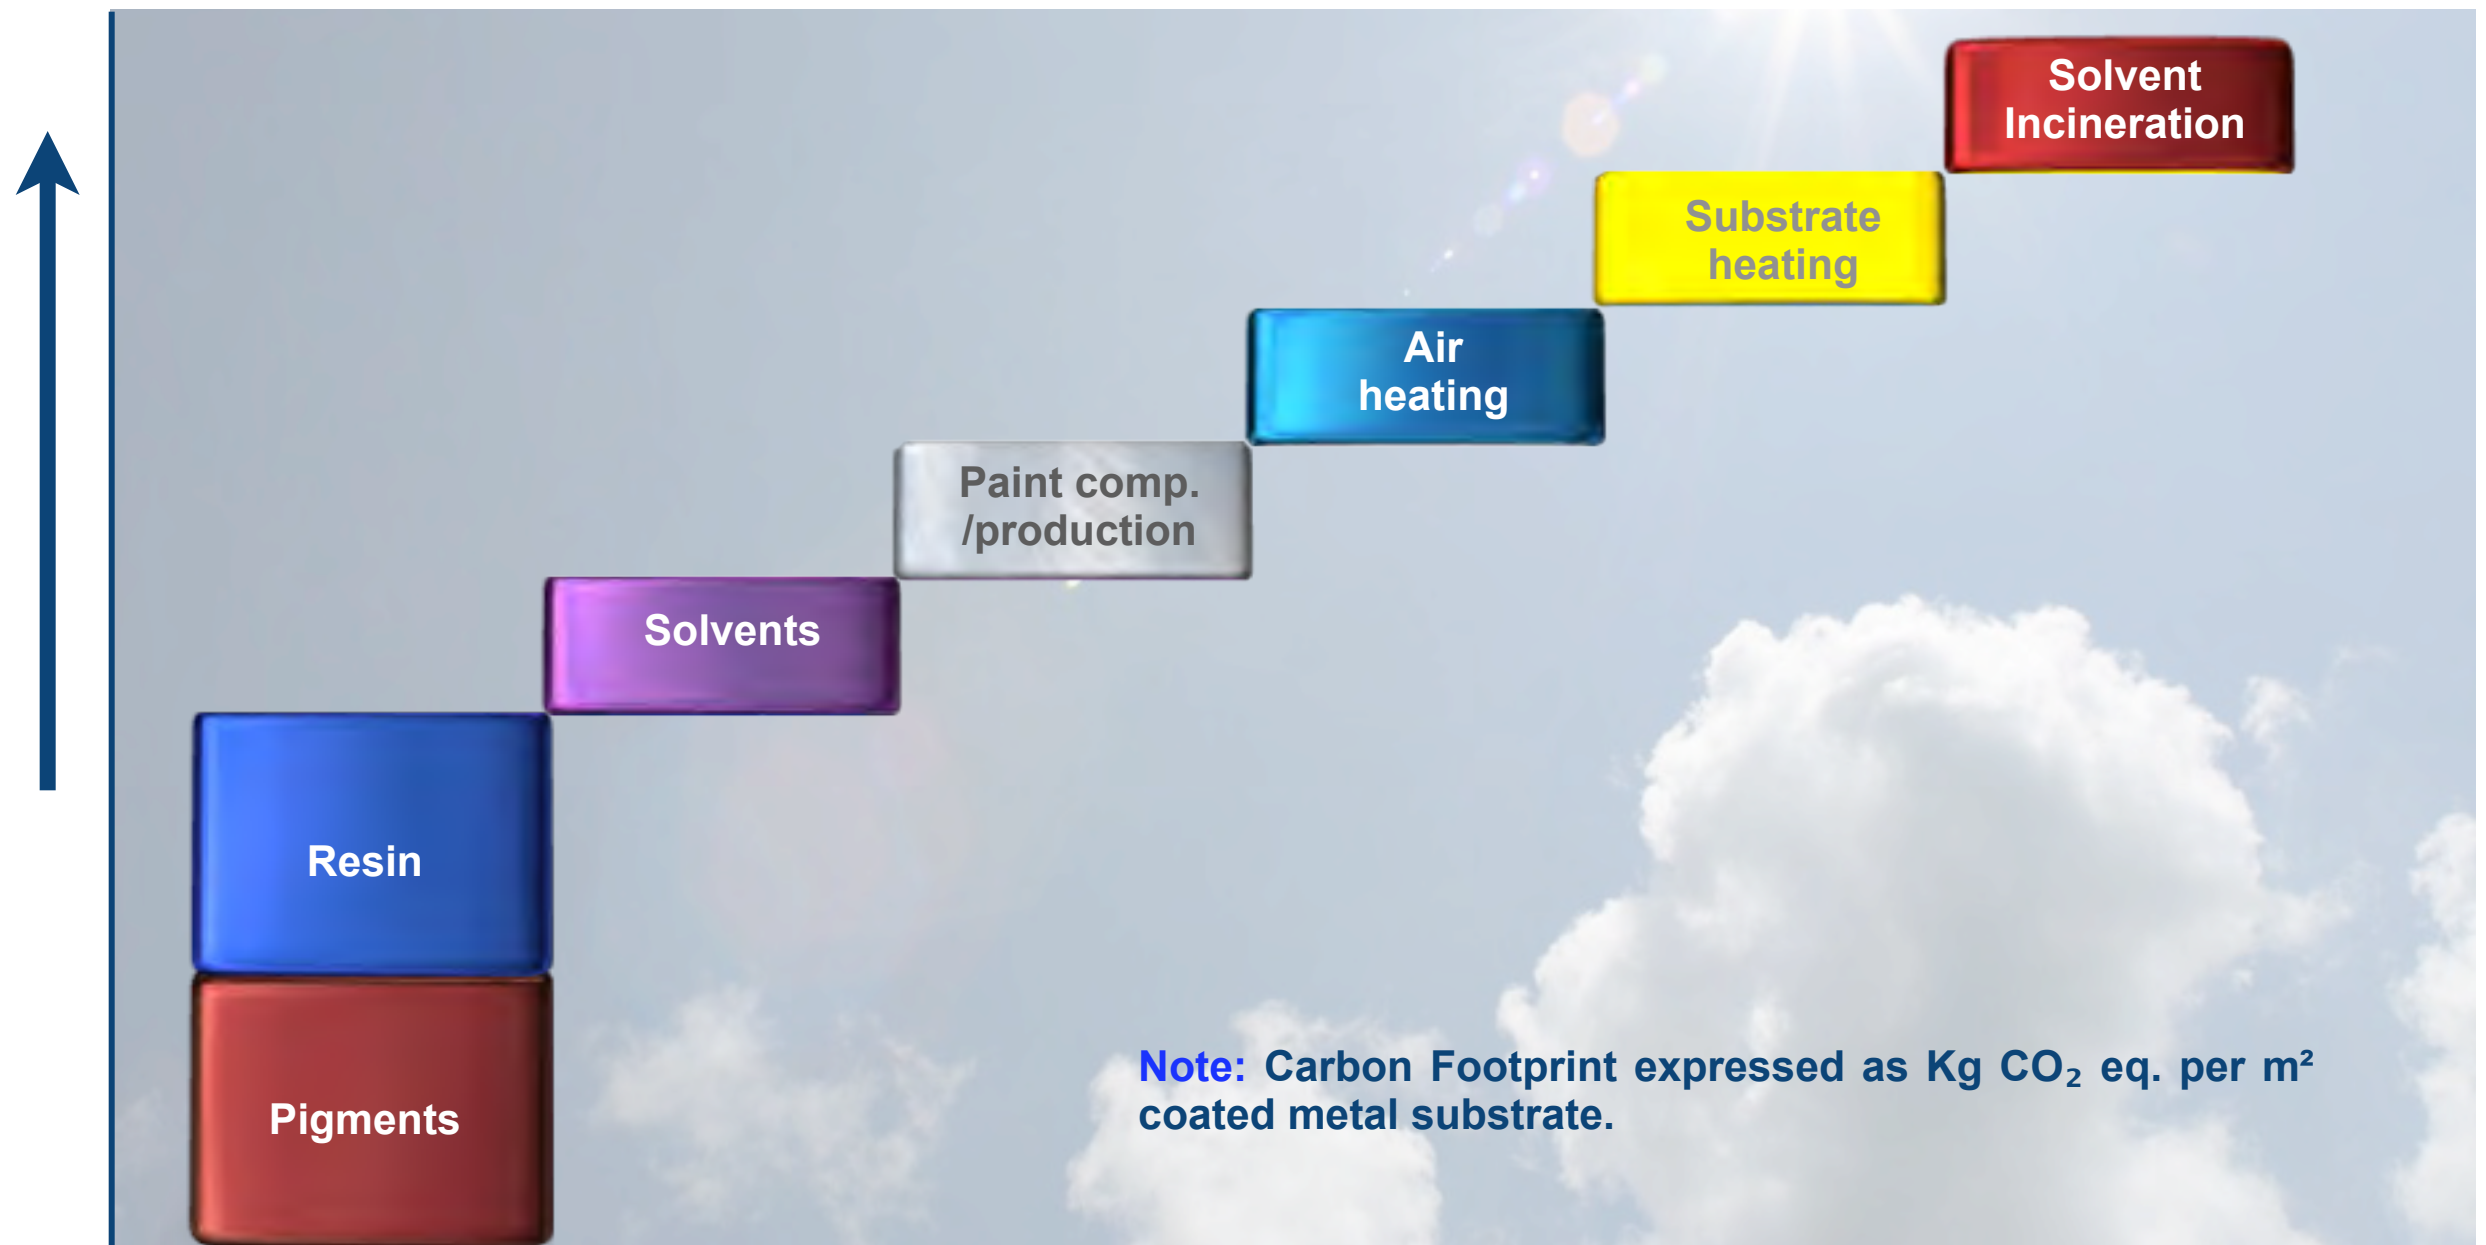 Solvent
Incineration
Substrate
heating
Air
heating
Paint comp.
/production
Solvents
Resin
Pigments
Note: Carbon Footprint expressed as Kg CO₂ eq. per m²
coated metal substrate.